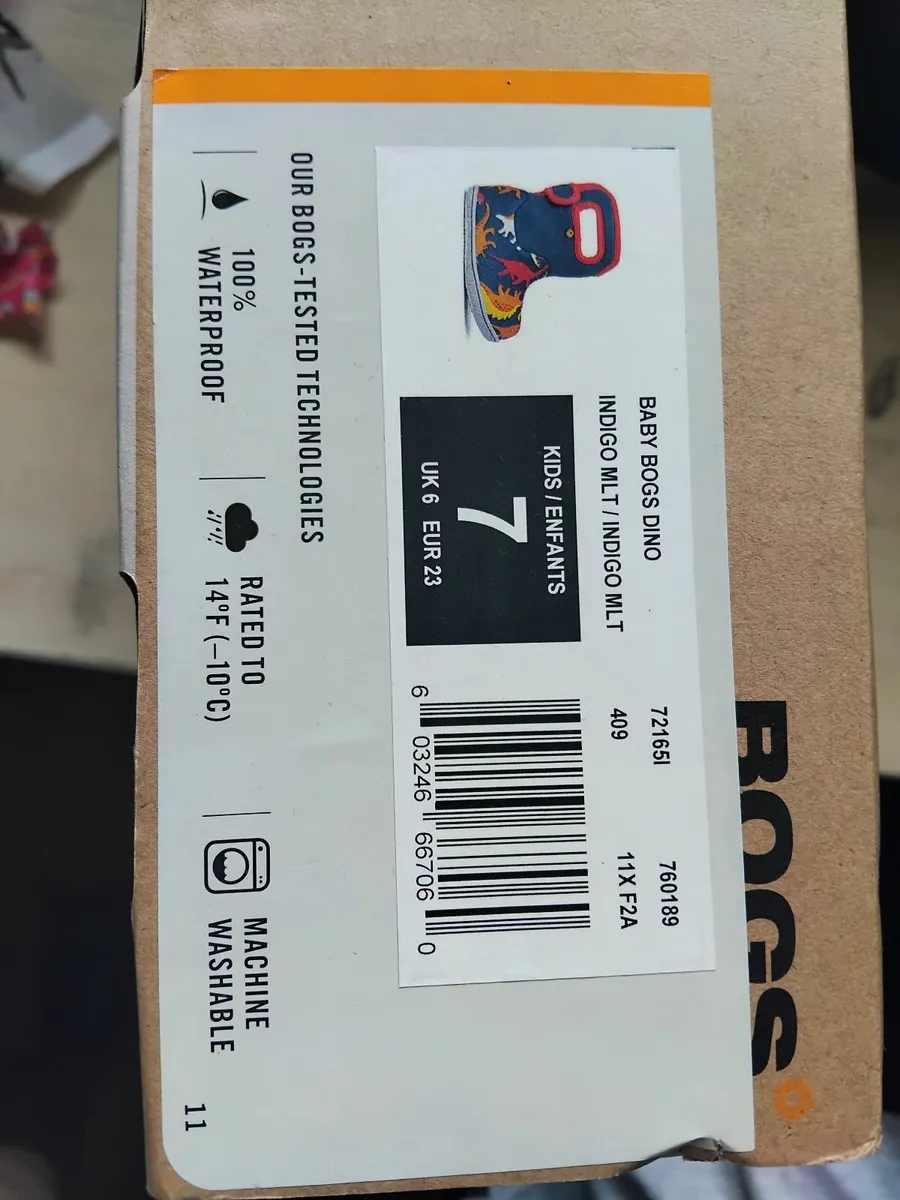 BOGS
BABY BOGS DINO 72165I 760189
INDIGO MLT / INDIGO MLT 409 11X F2A
KIDS / ENFANTS
7
UK 6 EUR 23
6 03246 66706 0
OUR BOGS-TESTED TECHNOLOGIES
100%
WATERPROOF
RATED TO
14°F (–10°C)
MACHINE
WASHABLE
11